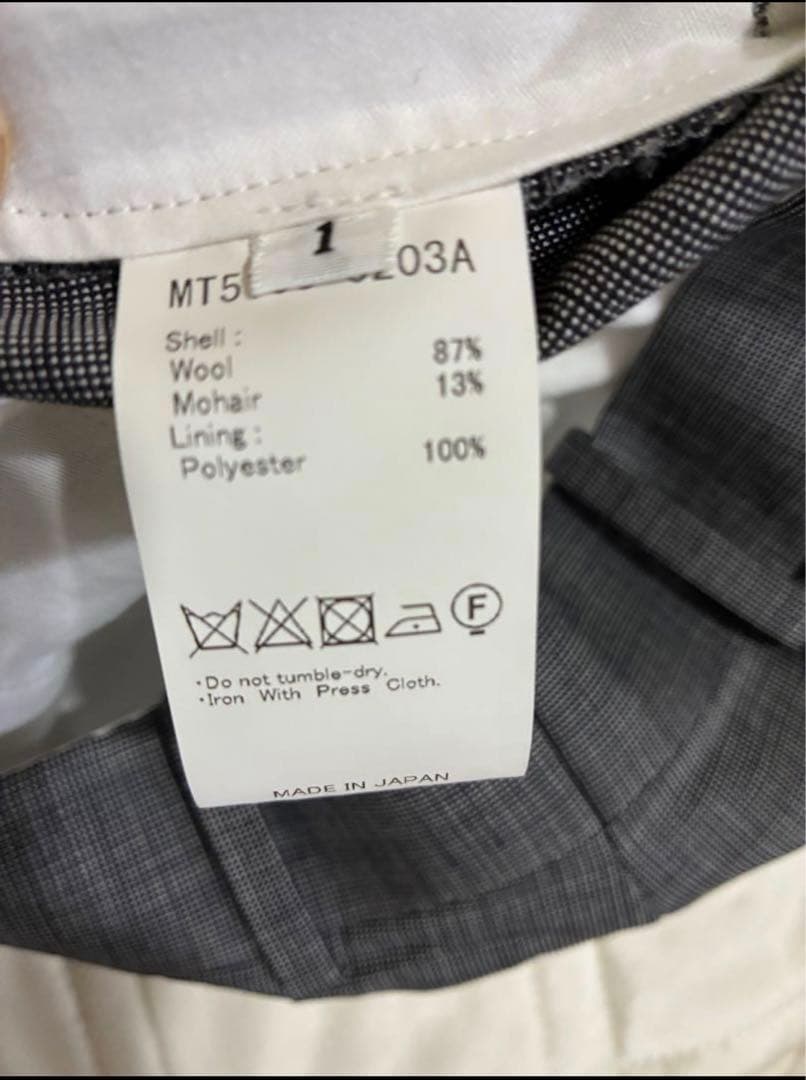 1
MT5 03A
Shell :
Wool 87%
Mohair 13%
Lining :
Polyester 100%
F
·Do not tumble-dry.
·Iron With Press Cloth.
MADE IN JAPAN